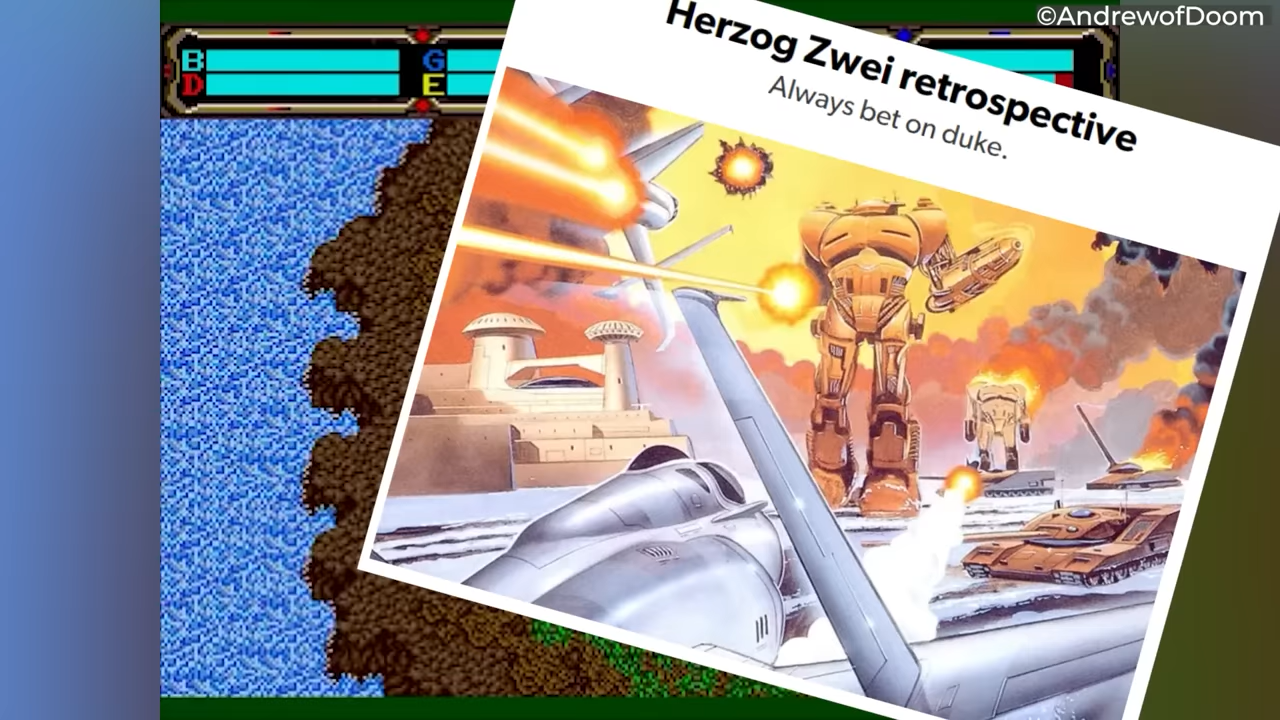 ©AndrewofDoom
Herzog Zwei retrospective
Always bet on duke.
B G
D E